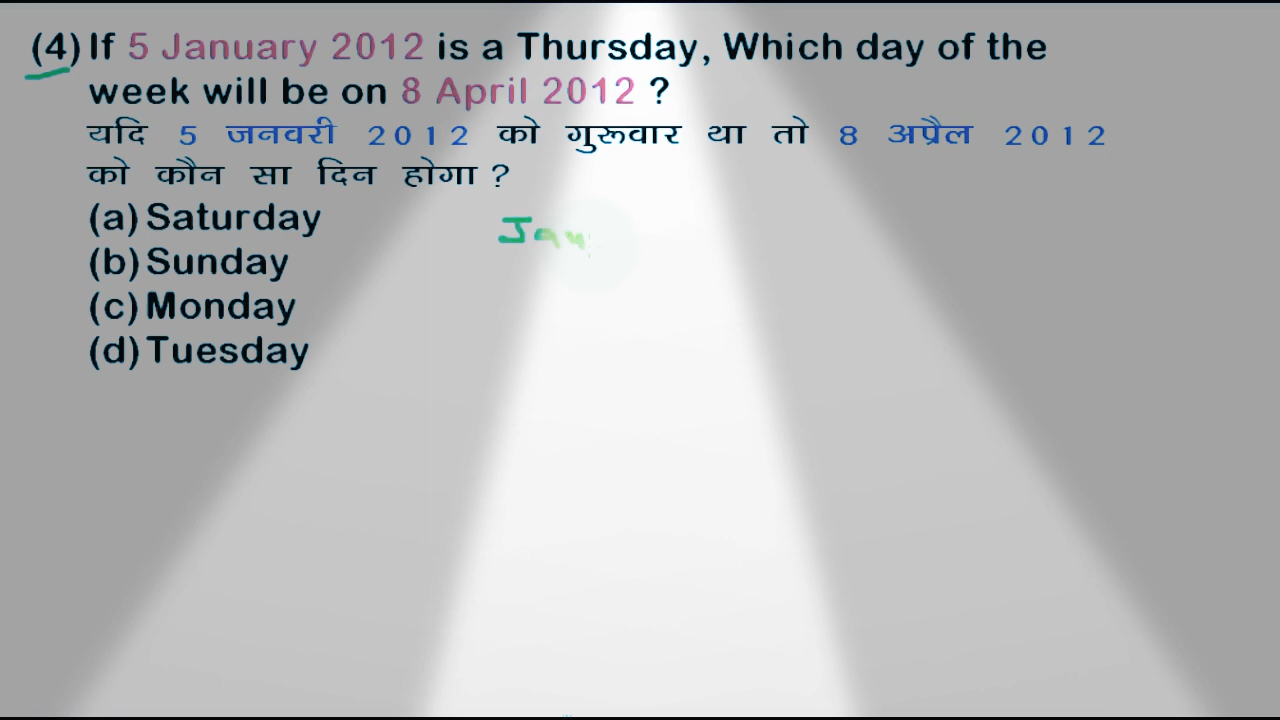 (4) If 5 January 2012 is a Thursday, Which day of the
week will be on 8 April 2012 ?
यदि 5 जनवरी 2012 को गुरूवार था तो 8 अप्रैल 2012
को कौन सा दिन होगा ?
(a) Saturday
Jan
(b) Sunday
(c) Monday
(d) Tuesday